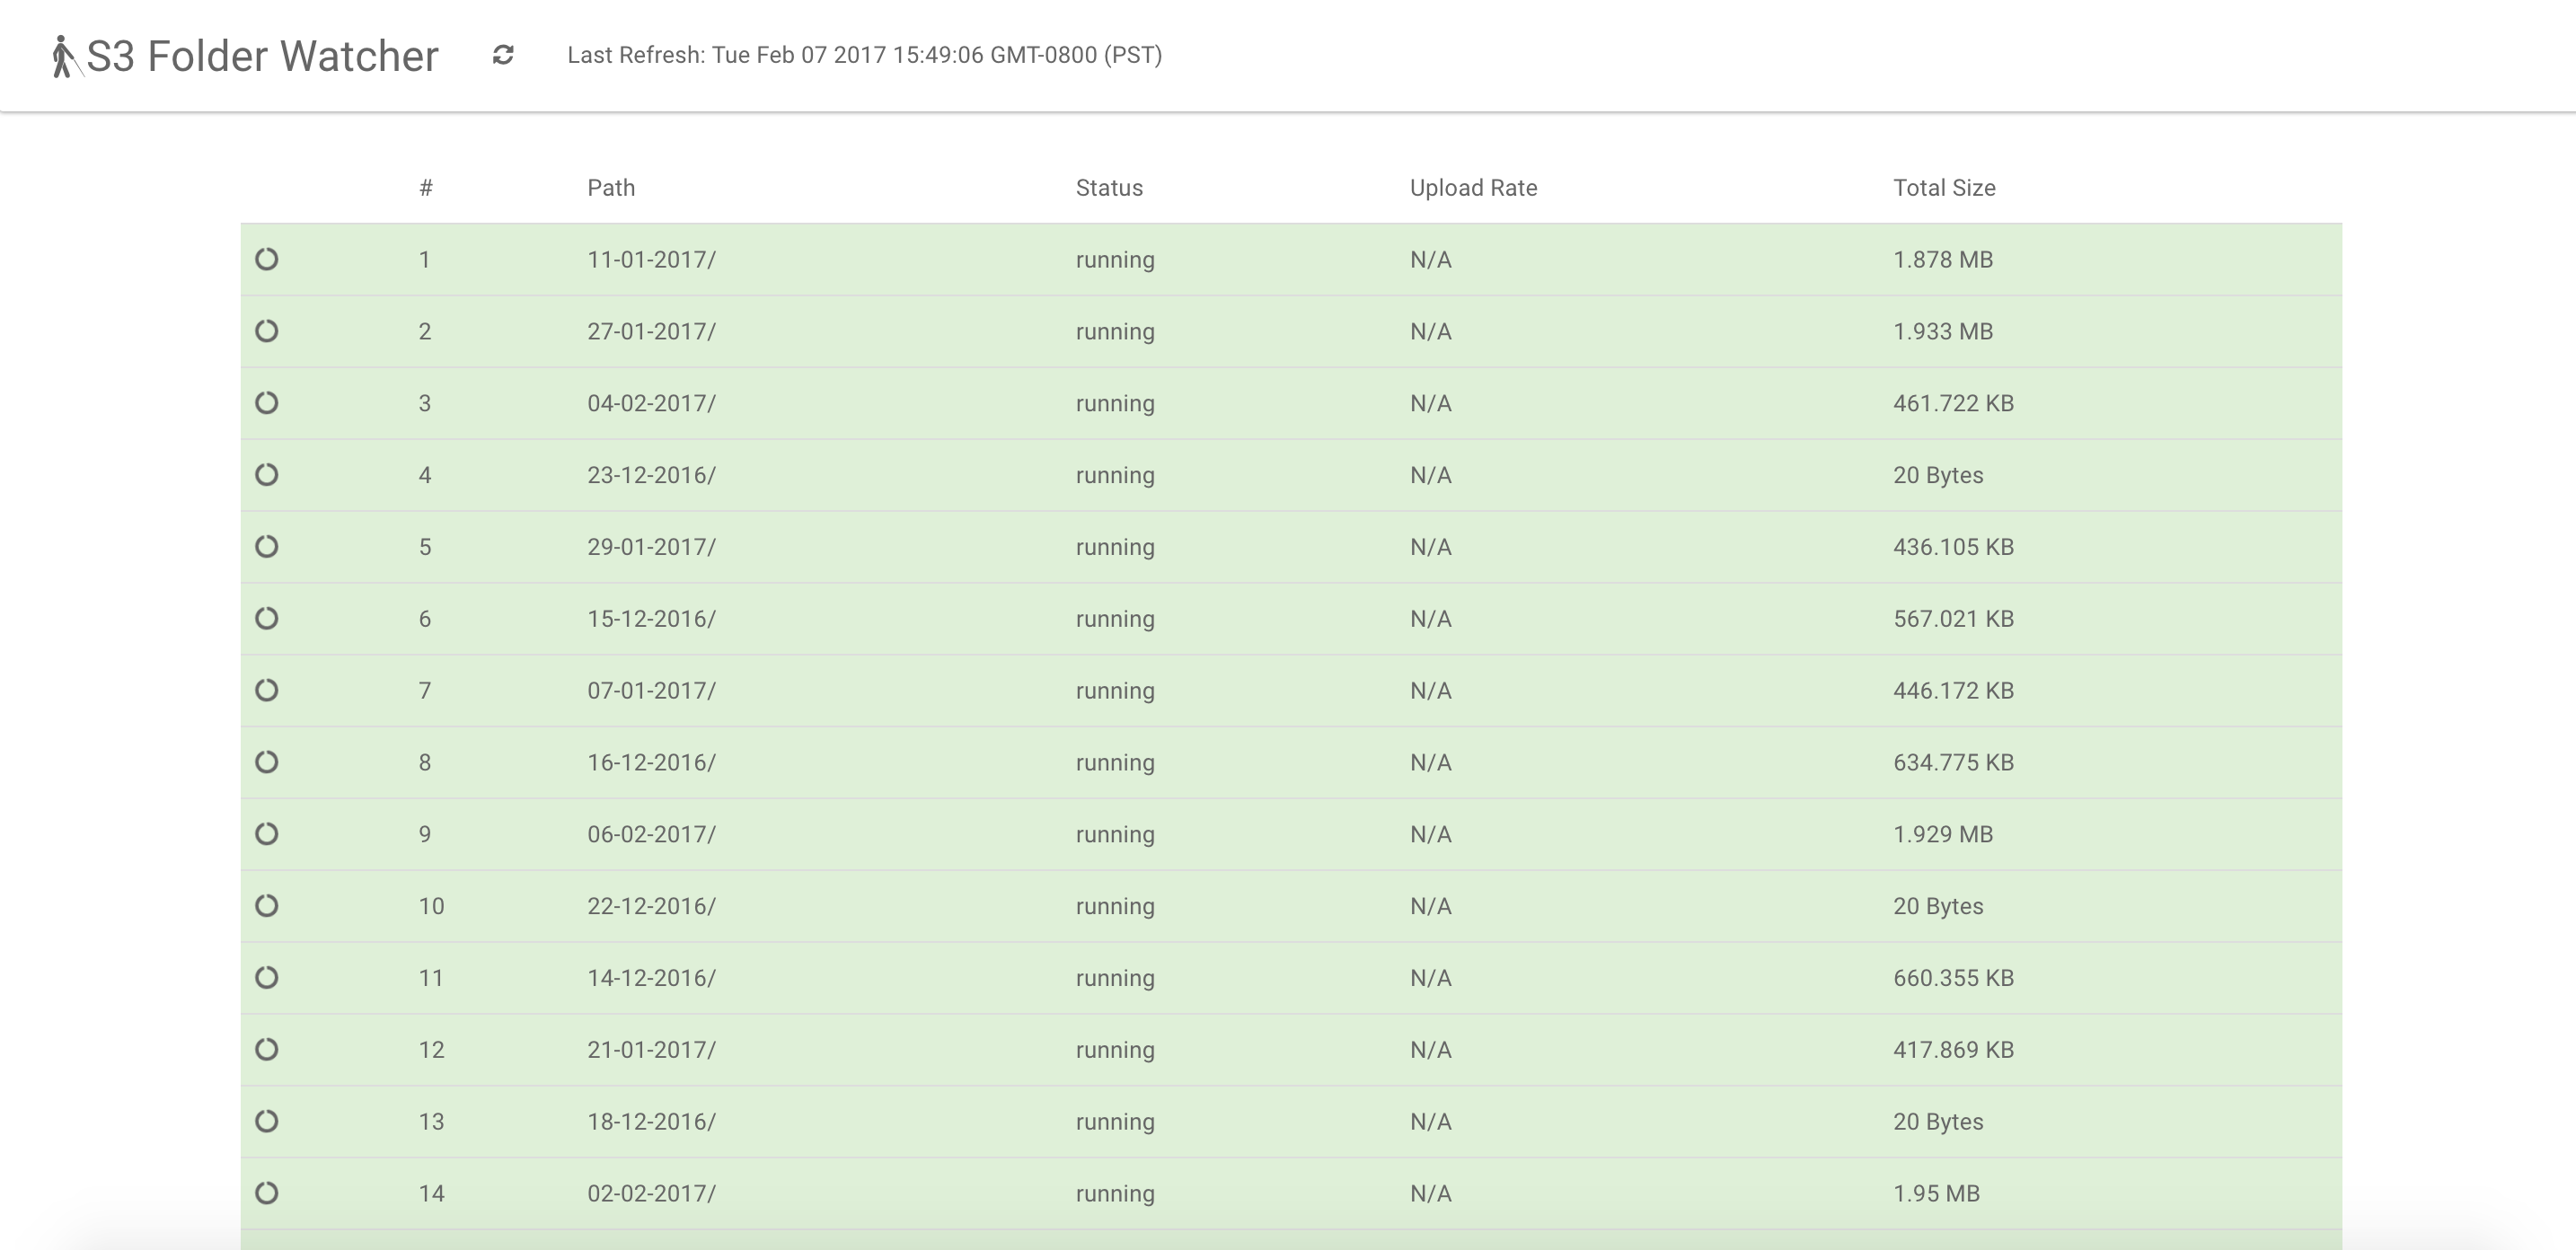 S3 Folder Watcher Last Refresh: Tue Feb 07 2017 15:49:06 GMT-0800 (PST)
# Path Status Upload Rate Total Size
1 11-01-2017/ running N/A 1.878 MB
2 27-01-2017/ running N/A 1.933 MB
3 04-02-2017/ running N/A 461.722 KB
4 23-12-2016/ running N/A 20 Bytes
5 29-01-2017/ running N/A 436.105 KB
6 15-12-2016/ running N/A 567.021 KB
7 07-01-2017/ running N/A 446.172 KB
8 16-12-2016/ running N/A 634.775 KB
9 06-02-2017/ running N/A 1.929 MB
10 22-12-2016/ running N/A 20 Bytes
11 14-12-2016/ running N/A 660.355 KB
12 21-01-2017/ running N/A 417.869 KB
13 18-12-2016/ running N/A 20 Bytes
14 02-02-2017/ running N/A 1.95 MB